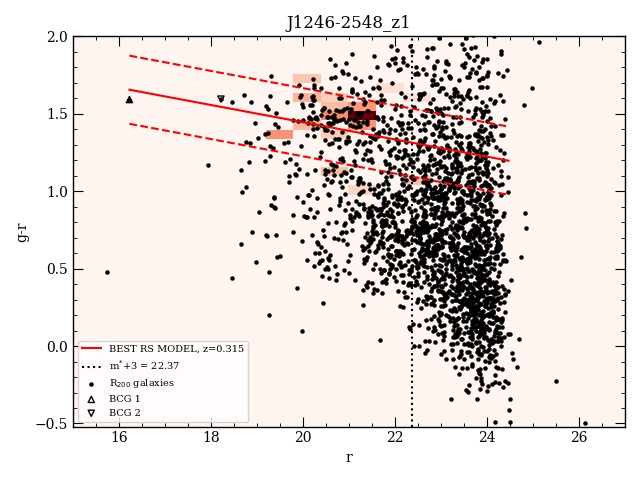 J1246-2548_z1
2.0
1.5
1.0
0.5
0.0
−0.5
g-r
BEST RS MODEL, z=0.315
m*+3 = 22.37
R200 galaxies
BCG 1
BCG 2
16 18 20 22 24 26
r